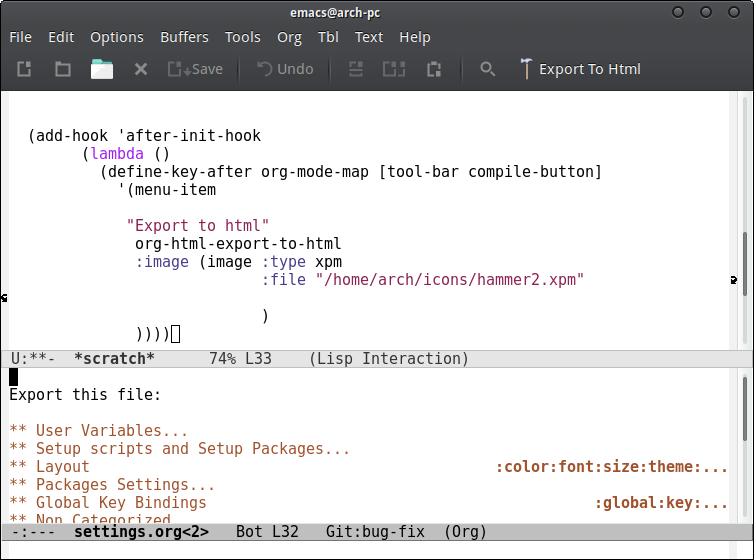 emacs@arch-pc
File Edit Options Buffers Tools Org Tbl Text Help
Save Undo Export To Html
(add-hook 'after-init-hook
(lambda ()
(define-key-after org-mode-map [tool-bar compile-button]
'(menu-item
"Export to html"
org-html-export-to-html
:image (image :type xpm
:file "/home/arch/icons/hammer2.xpm"
)
))))
U:**- *scratch* 74% L33 (Lisp Interaction)
Export this file:
** User Variables...
** Setup scripts and Setup Packages...
** Layout :color:font:size:theme:...
** Packages Settings...
** Global Key Bindings :global:key:...
** Non Categorized
-:--- settings.org<2> Bot L32 Git:bug-fix (Org)